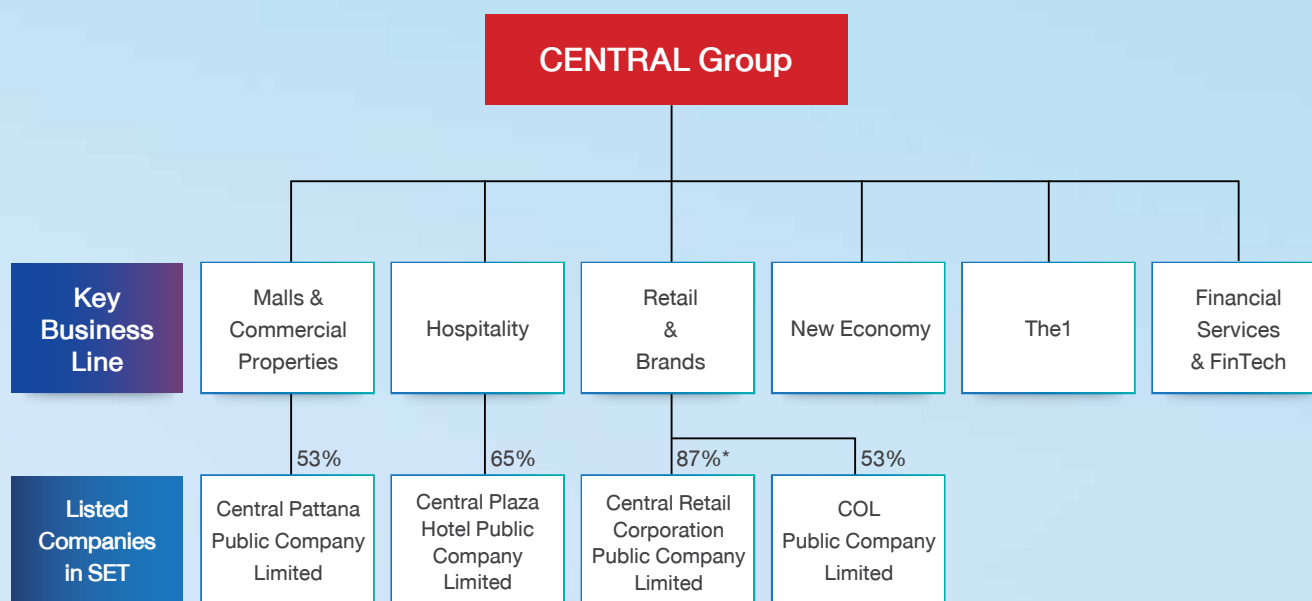 CENTRAL Group
Key
Business
Line
Malls &
Commercial
Properties
Hospitality
Retail
&
Brands
New Economy
The1
Financial
Services
& FinTech
53%
65%
87%*
53%
Listed
Companies
in SET
Central Pattana
Public Company
Limited
Central Plaza
Hotel Public
Company
Limited
Central Retail
Corporation
Public Company
Limited
COL
Public Company
Limited